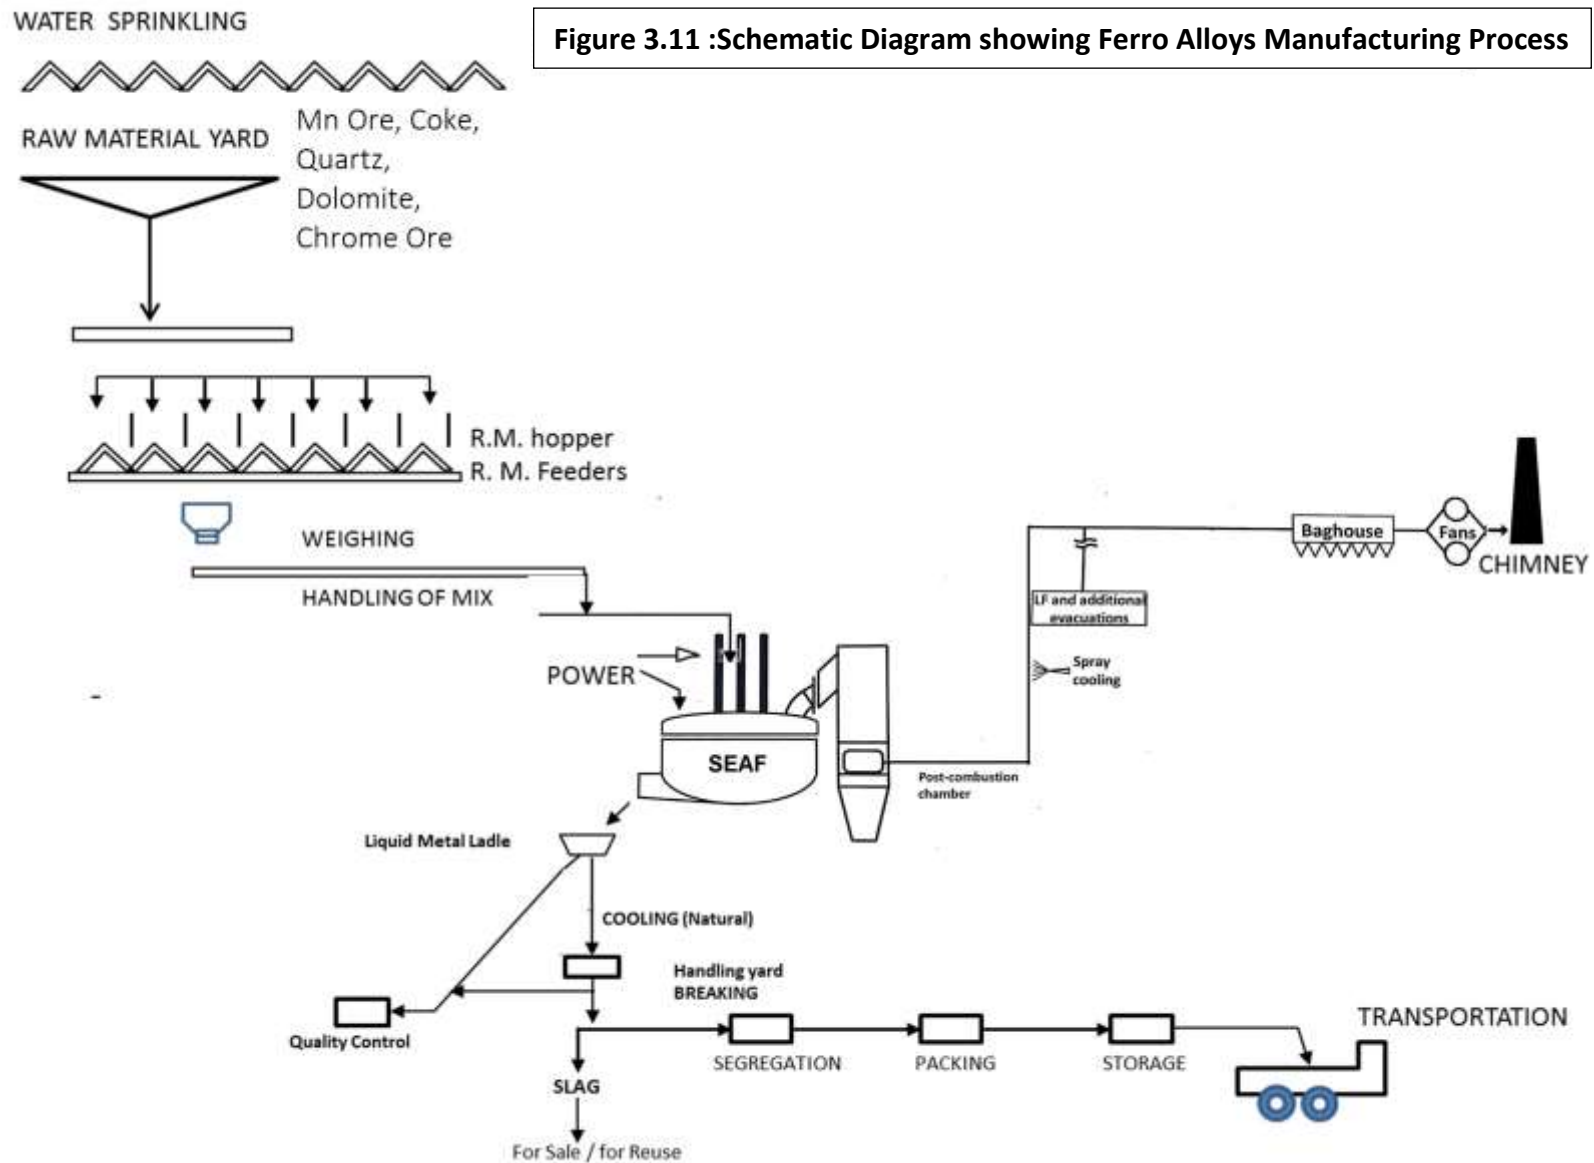 WATER SPRINKLING
Figure 3.11 :Schematic Diagram showing Ferro Alloys Manufacturing Process
RAW MATERIAL YARD
Mn Ore, Coke,
Quartz,
Dolomite,
Chrome Ore
R.M. hopper
R. M. Feeders
WEIGHING
HANDLING OF MIX
POWER
SEAF
Baghouse
Fans
CHIMNEY
LF and additional
evacuations
Spray
cooling
Post-combustion
chamber
Liquid Metal Ladle
COOLING (Natural)
Handling yard
BREAKING
Quality Control
SEGREGATION
PACKING
STORAGE
TRANSPORTATION
SLAG
For Sale / for Reuse